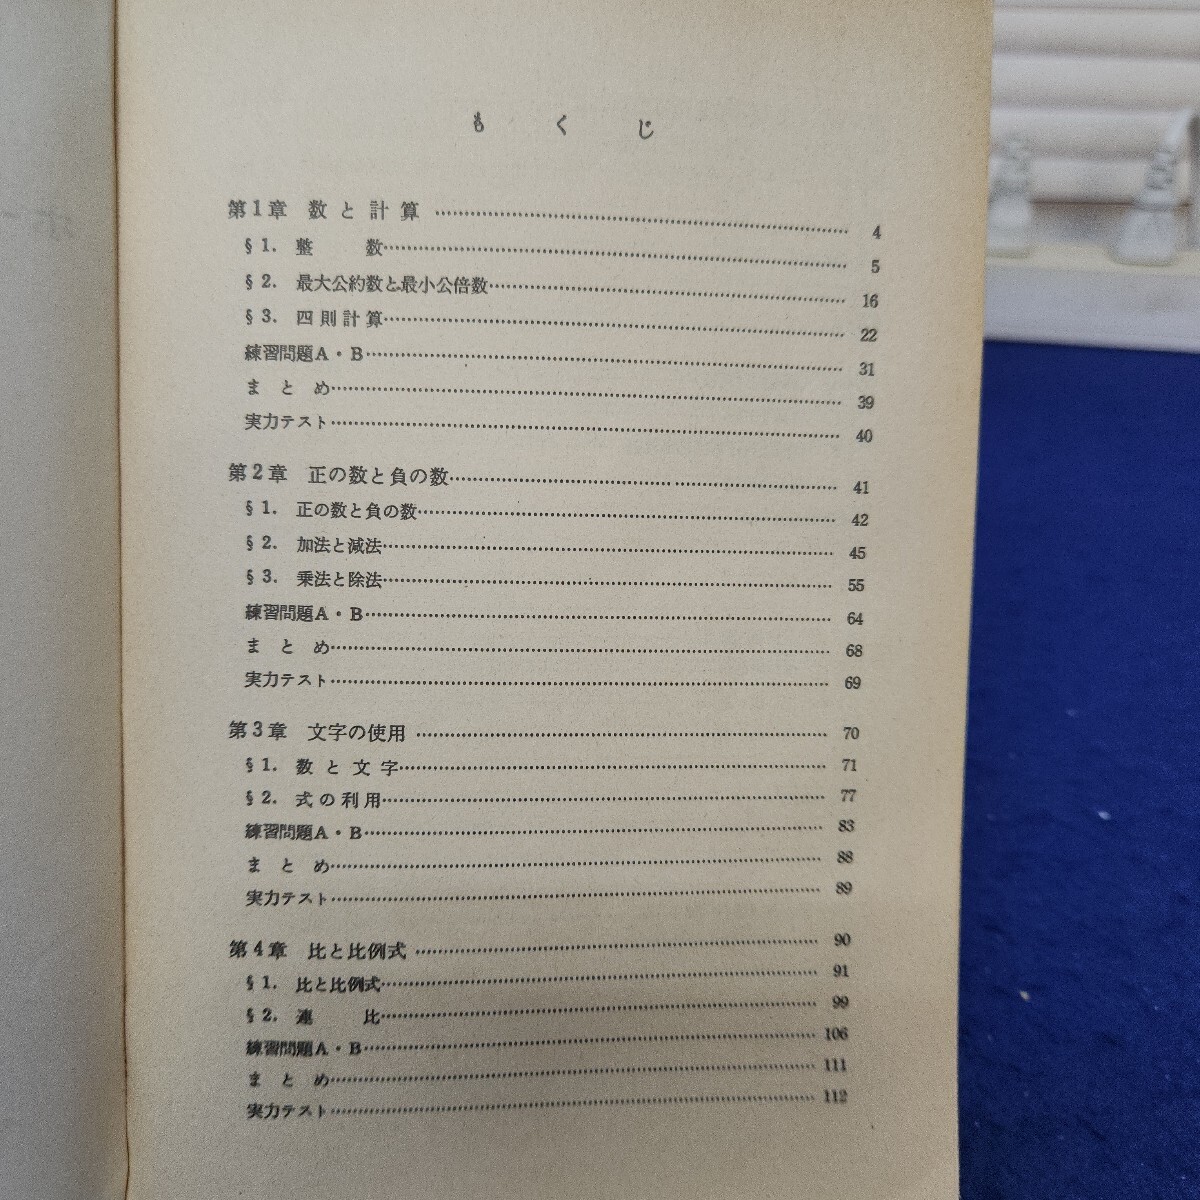 もくじ
第1章 数と計算 …… 4
§1. 整数 …… 5
§2. 最大公約数と最小公倍数 …… 16
§3. 四則計算 …… 22
練習問題A・B …… 31
まとめ …… 39
実力テスト …… 40
第2章 正の数と負の数 …… 41
§1. 正の数と負の数 …… 42
§2. 加法と減法 …… 45
§3. 乗法と除法 …… 55
練習問題A・B …… 64
まとめ …… 68
実力テスト …… 69
第3章 文字の使用 …… 70
§1. 数と文字 …… 71
§2. 式の利用 …… 77
練習問題A・B …… 83
まとめ …… 88
実力テスト …… 89
第4章 比と比例式 …… 90
§1. 比と比例式 …… 91
§2. 連比 …… 99
練習問題A・B …… 106
まとめ …… 111
実力テスト …… 112